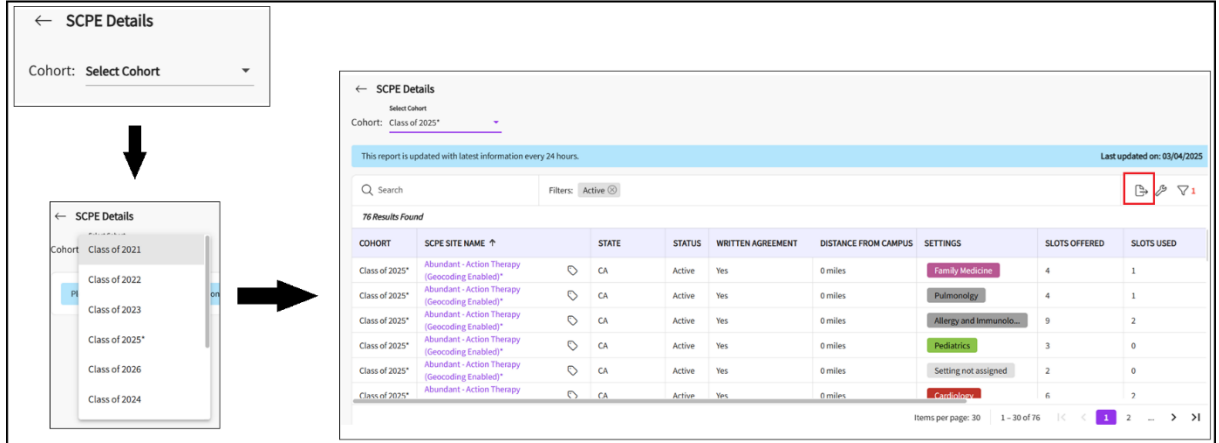 ← SCPE Details
Cohort: Select Cohort
← SCPE Details
Cohort
Class of 2021
Class of 2022
Class of 2023
Class of 2025*
Class of 2026
Class of 2024
← SCPE Details
Select Cohort
Cohort: Class of 2025*
This report is updated with latest information every 24 hours. Last updated on: 03/04/2025
Search Filters: Active 1
76 Results Found
COHORT SCPE SITE NAME ↑ STATE STATUS WRITTEN AGREEMENT DISTANCE FROM CAMPUS SETTINGS SLOTS OFFERED SLOTS USED
Class of 2025* Abundant - Action Therapy (Geocoding Enabled)* CA Active Yes 0 miles Family Medicine 4 1
Class of 2025* Abundant - Action Therapy (Geocoding Enabled)* CA Active Yes 0 miles Pulmonolgy 4 1
Class of 2025* Abundant - Action Therapy (Geocoding Enabled)* CA Active Yes 0 miles Allergy and Immunolo... 9 2
Class of 2025* Abundant - Action Therapy (Geocoding Enabled)* CA Active Yes 0 miles Pediatrics 3 0
Class of 2025* Abundant - Action Therapy (Geocoding Enabled)* CA Active Yes 0 miles Setting not assigned 2 0
Class of 2025* Abundant - Action Therapy CA Active Yes 0 miles Cardiology 6 2
Items per page: 30 1 – 30 of 76 |< < 1 2 ... > >|